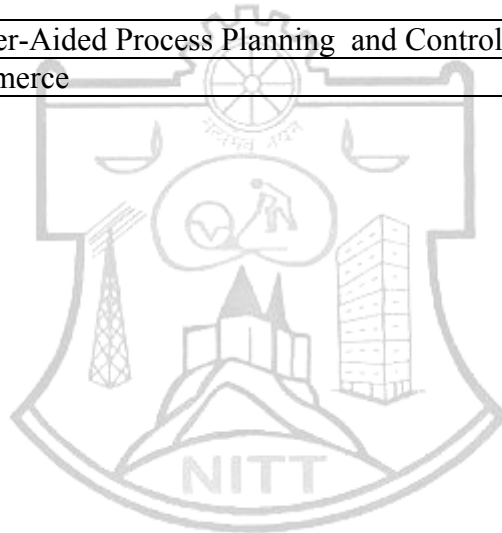 er-Aided Process Planning and Control
merce
NITT